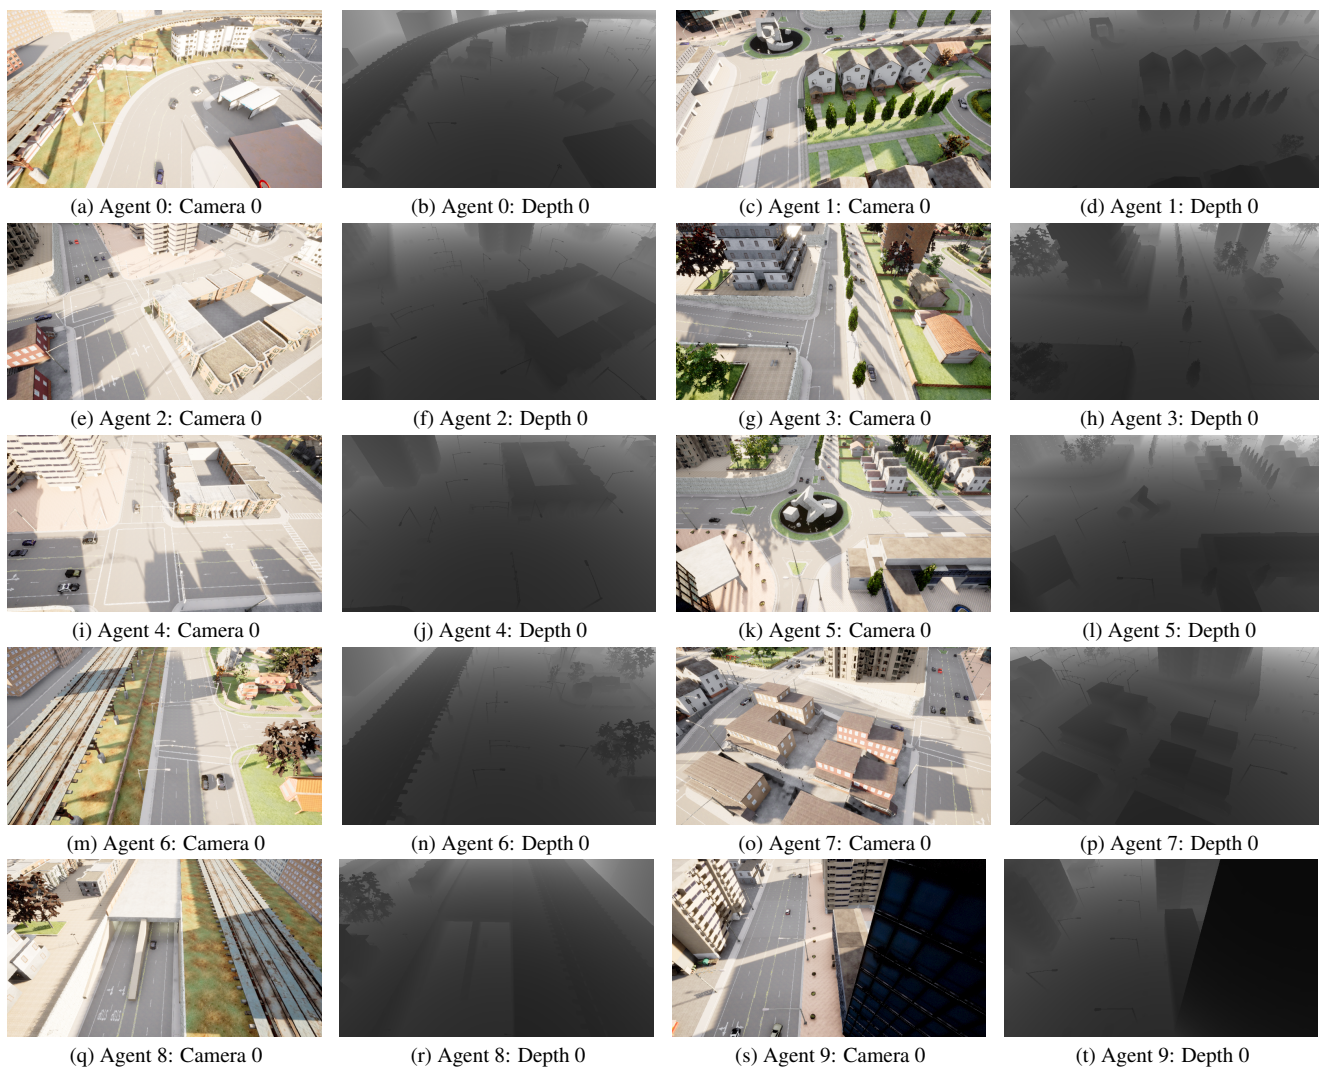 (a) Agent 0: Camera 0
(b) Agent 0: Depth 0
(c) Agent 1: Camera 0
(d) Agent 1: Depth 0
(e) Agent 2: Camera 0
(f) Agent 2: Depth 0
(g) Agent 3: Camera 0
(h) Agent 3: Depth 0
(i) Agent 4: Camera 0
(j) Agent 4: Depth 0
(k) Agent 5: Camera 0
(l) Agent 5: Depth 0
(m) Agent 6: Camera 0
(n) Agent 6: Depth 0
(o) Agent 7: Camera 0
(p) Agent 7: Depth 0
STOP STOP
(q) Agent 8: Camera 0
(r) Agent 8: Depth 0
(s) Agent 9: Camera 0
(t) Agent 9: Depth 0